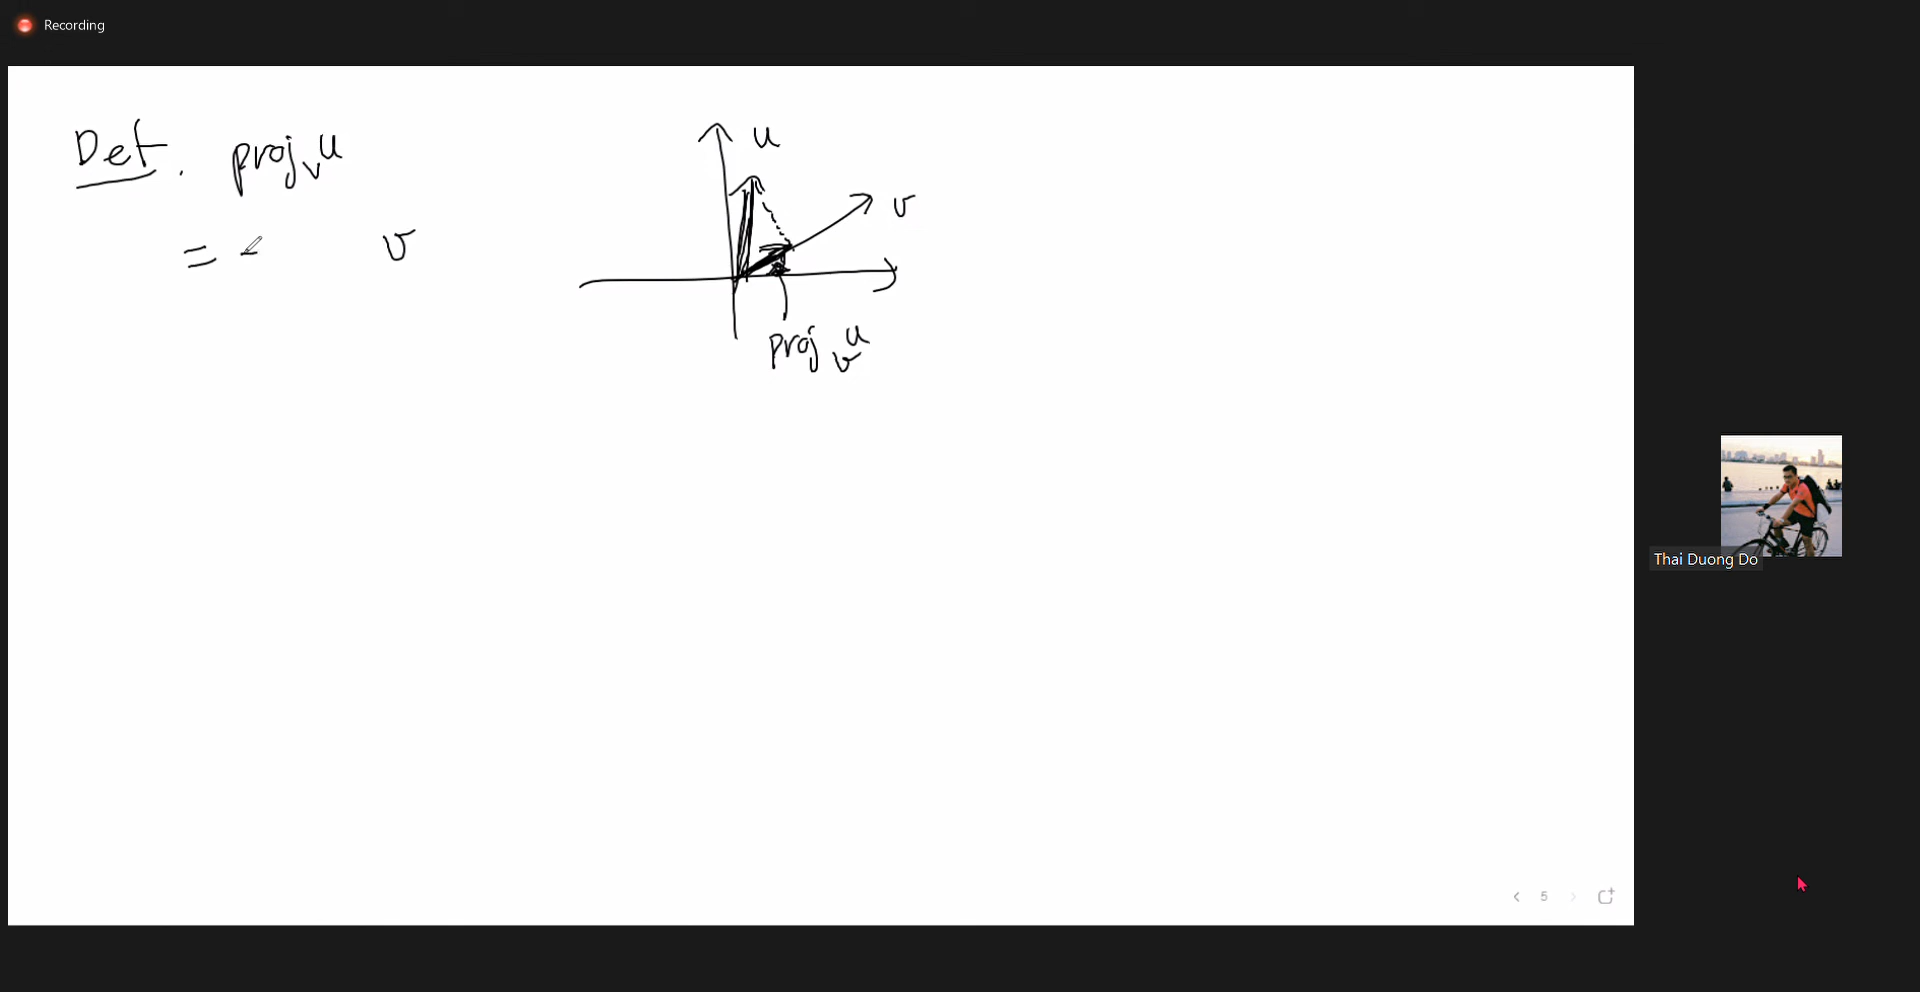 Recording
Def. proj_v u
= v
u
v
proj_v u
Thai Duong Do
< 5 >